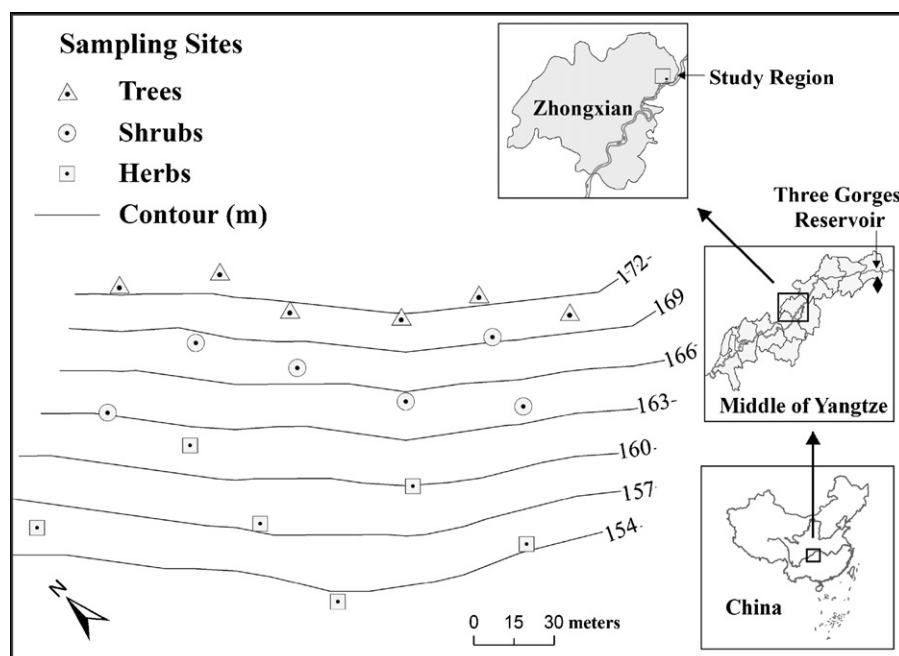 Sampling Sites
Trees
Shrubs
Herbs
Contour (m)
Zhongxian
Study Region
Three Gorges
Reservoir
Middle of Yangtze
China
172
169
166
163
160
157
154
N
0 15 30 meters